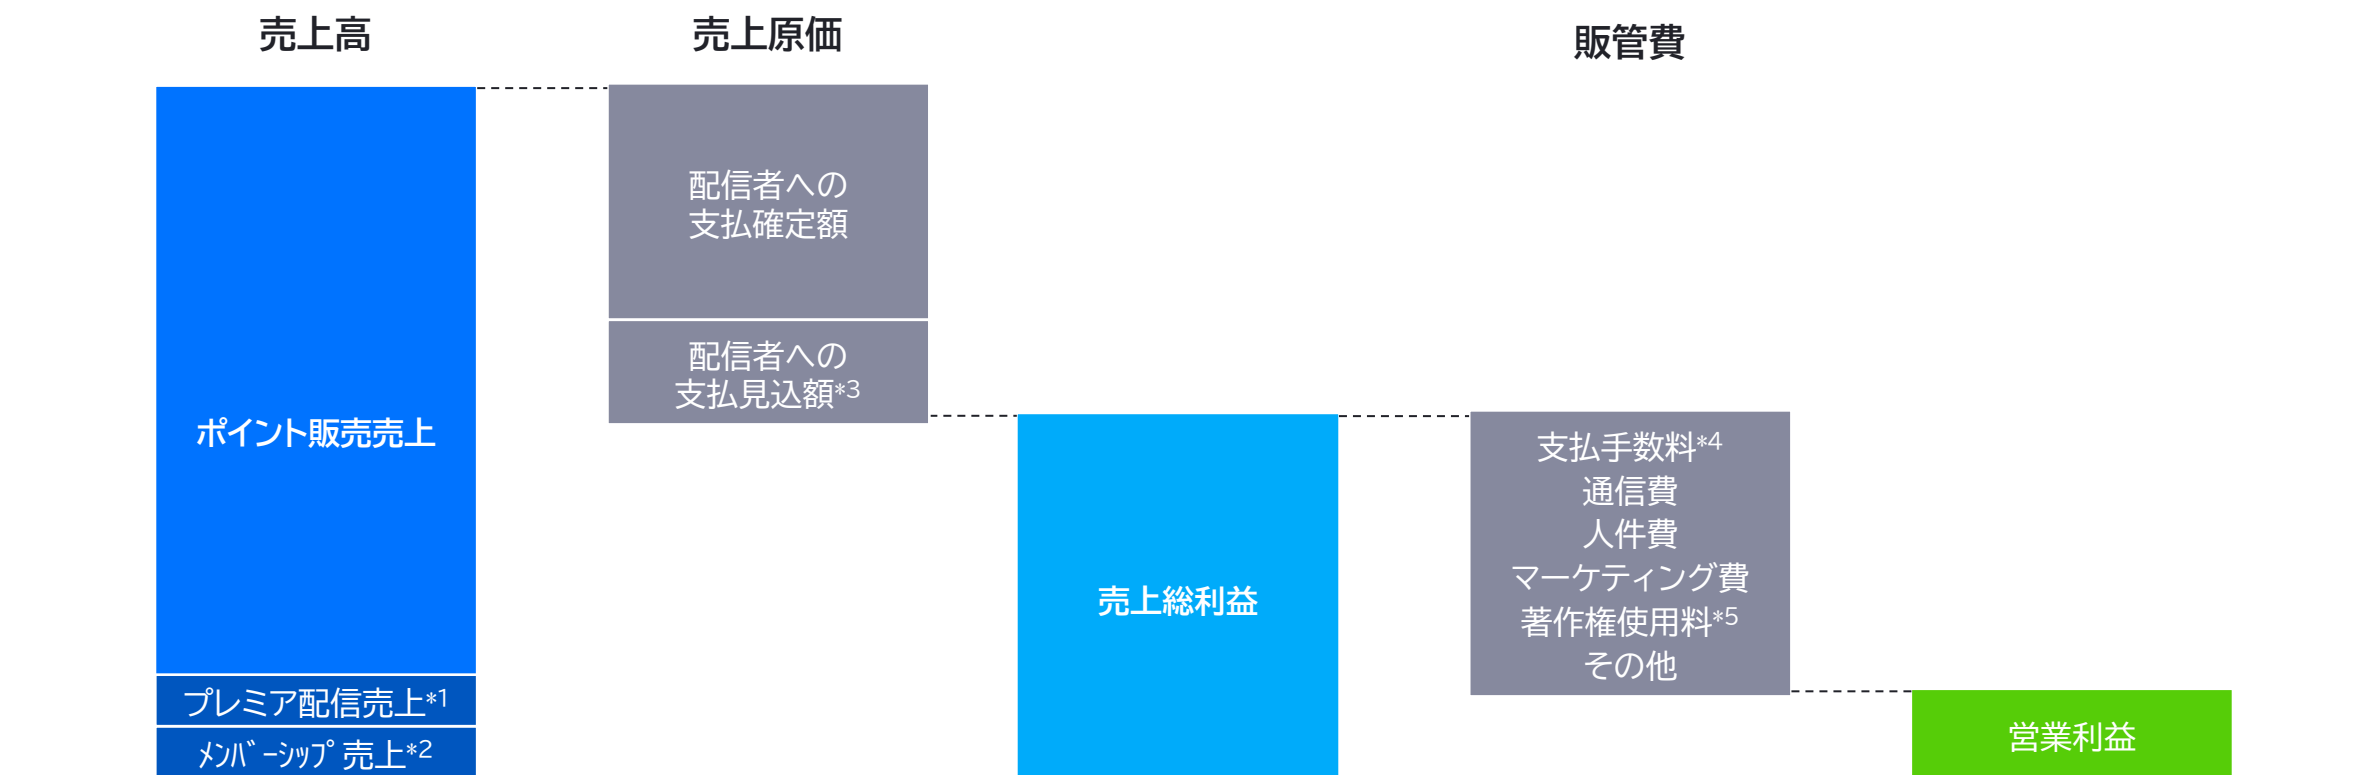 売上高
売上原価
販管費
ポイント販売売上
プレミア配信売上*1
ﾒﾝﾊﾞｰｼｯﾌﾟ売上*2
配信者への
支払確定額
配信者への
支払見込額*3
売上総利益
支払手数料*4
通信費
人件費
マーケティング費
著作権使用料*5
その他
営業利益